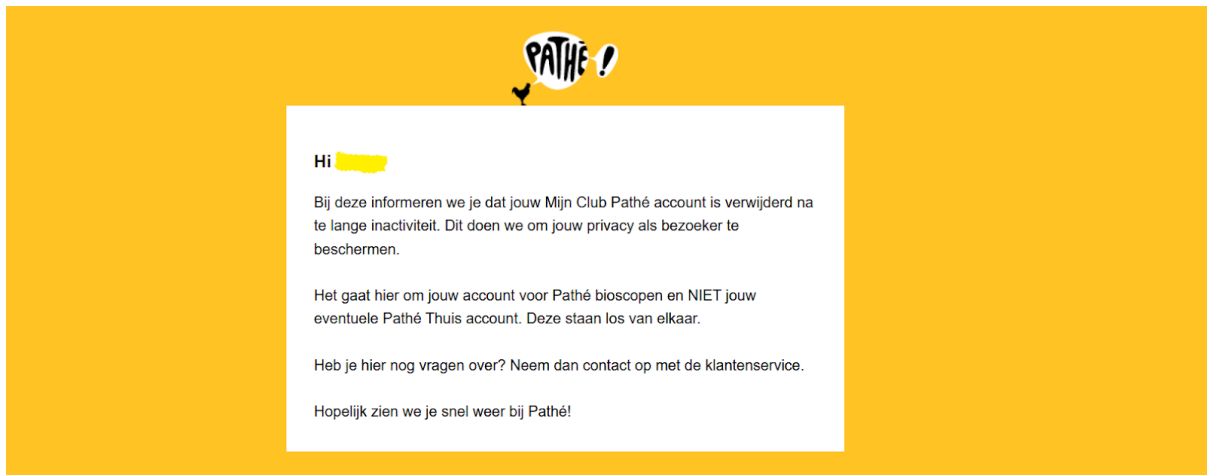 PATHÉ!
Hi
Bij deze informeren we je dat jouw Mijn Club Pathé account is verwijderd na
te lange inactiviteit. Dit doen we om jouw privacy als bezoeker te
beschermen.
Het gaat hier om jouw account voor Pathé bioscopen en NIET jouw
eventuele Pathé Thuis account. Deze staan los van elkaar.
Heb je hier nog vragen over? Neem dan contact op met de klantenservice.
Hopelijk zien we je snel weer bij Pathé!